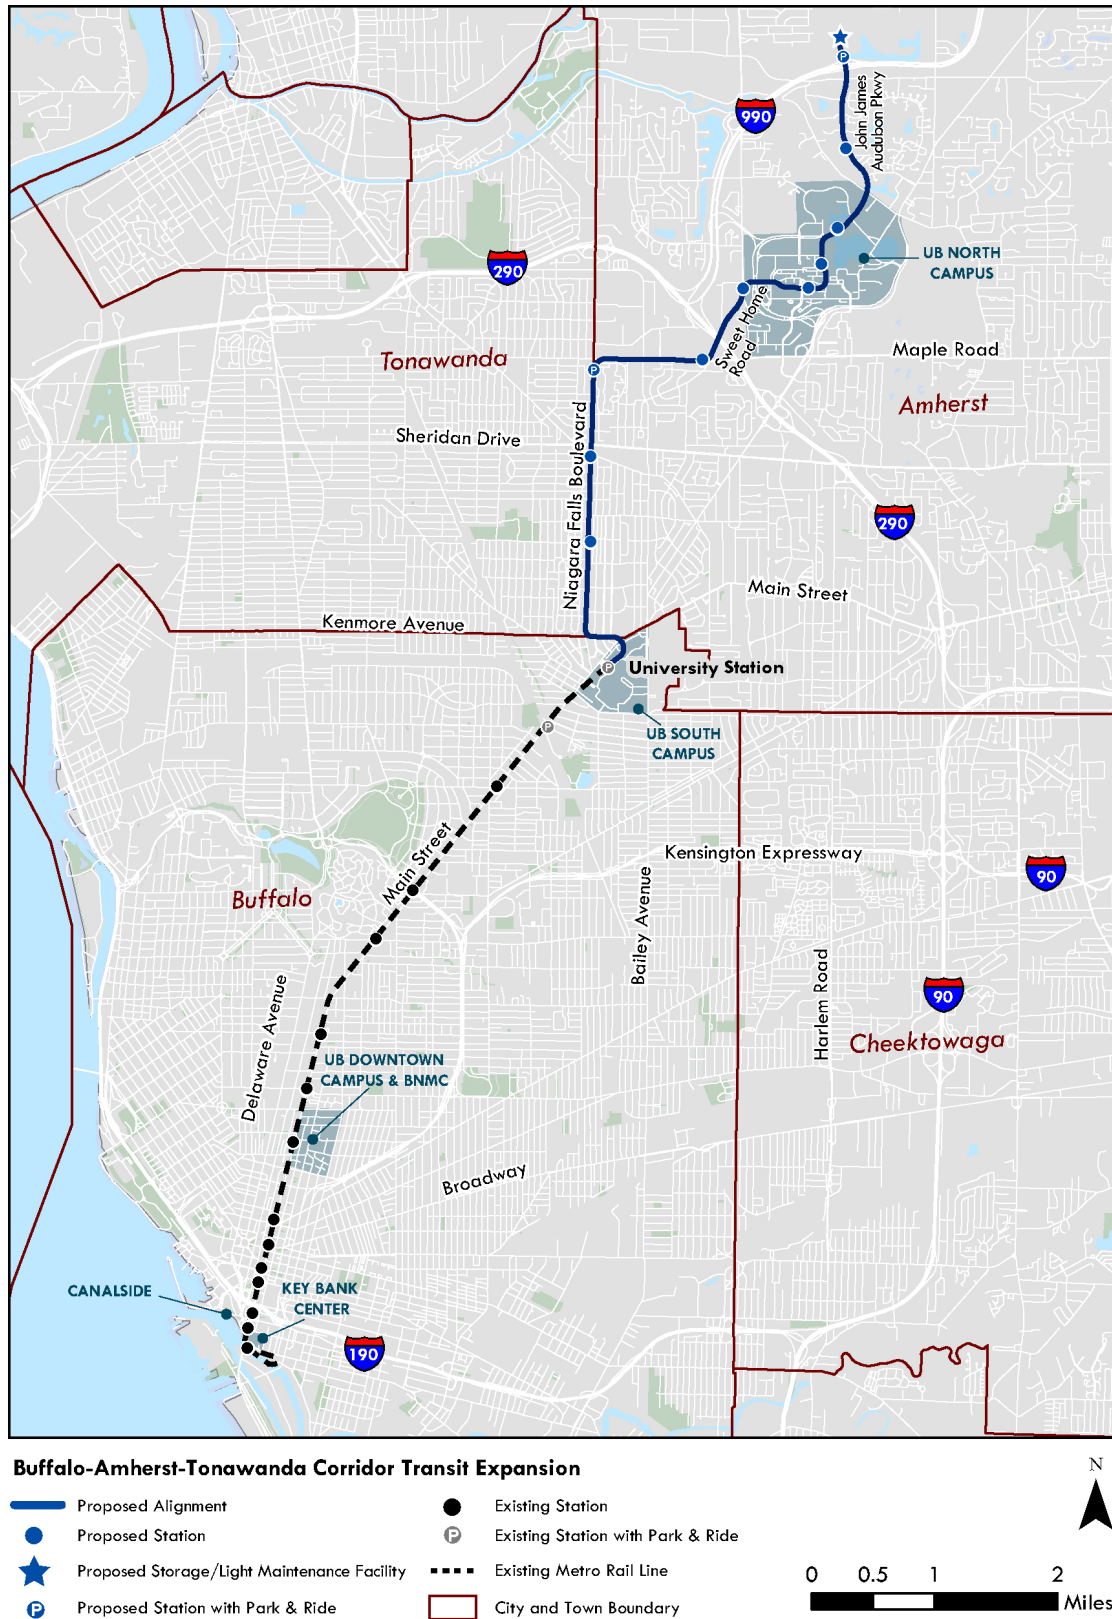 990
John James
Audubon Pkwy
UB NORTH
CAMPUS
290
Sweet Home
Road
Maple Road
Tonawanda
P
P
Amherst
Sheridan Drive
Niagara Falls Boulevard
290
Main Street
Kenmore Avenue
P
University Station
P
UB SOUTH
CAMPUS
Main Street
Kensington Expressway
90
Buffalo
Bailey Avenue
Harlem Road
90
Delaware Avenue
Cheektowaga
UB DOWNTOWN
CAMPUS & BNMC
Broadway
CANALSIDE
KEY BANK
CENTER
190
Buffalo-Amherst-Tonawanda Corridor Transit Expansion
Proposed Alignment
Proposed Station
Proposed Storage/Light Maintenance Facility
P Proposed Station with Park & Ride
Existing Station
P Existing Station with Park & Ride
Existing Metro Rail Line
City and Town Boundary
N
0 0.5 1 2
Miles